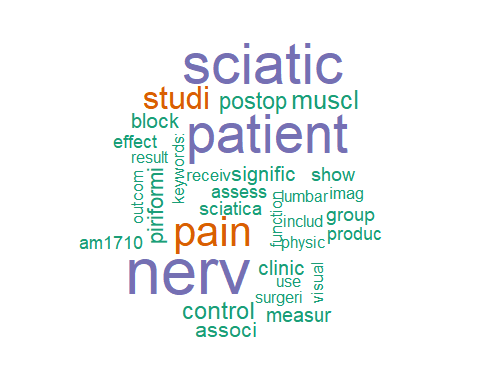 sciatic
studi
postop
muscl
block
patient
effect
result
keywords:
receiv
signific
show
outcom
piriformi
assess
lumbar
imag
sciatica
function
includ
group
am1710
pain
physic
produc
nerv
clinic
use
visual
surgeri
control
measur
associ